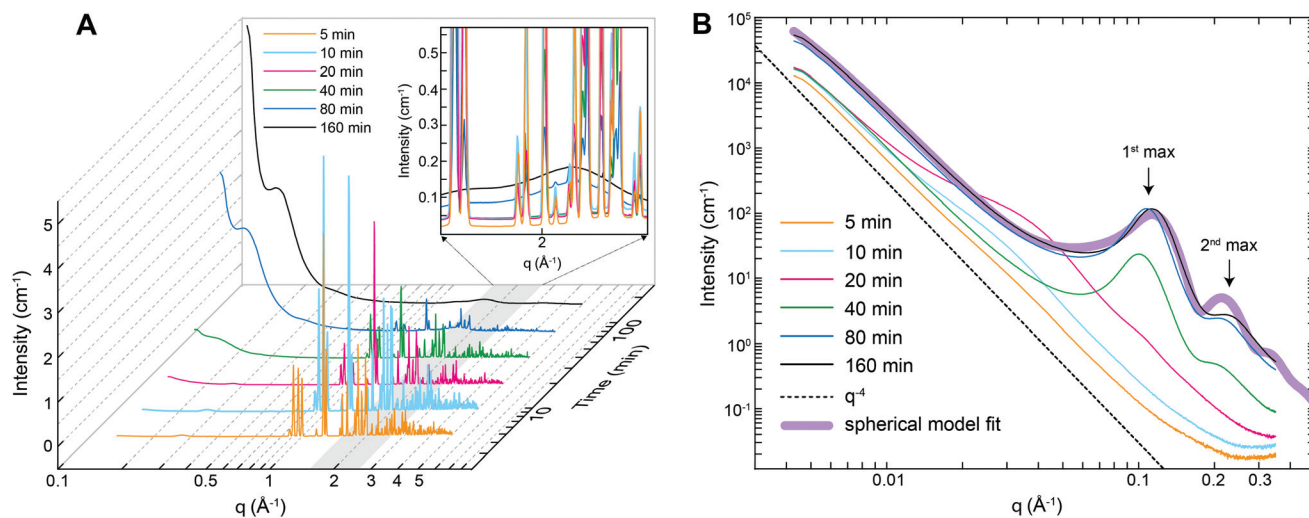 A
5 min
10 min
20 min
40 min
80 min
160 min
0.5
0.4
0.3
0.2
0.1
Intensity (cm⁻¹)
2
q (Å⁻¹)
5
4
3
2
1
0
Intensity (cm⁻¹)
0.1
0.5
1
2
3
4
5
q (Å⁻¹)
10
100
Time (min)
B
10⁵
10⁴
10³
10²
10¹
10⁰
10⁻¹
Intensity (cm⁻¹)
1ˢᵗ max
2ⁿᵈ max
5 min
10 min
20 min
40 min
80 min
160 min
q⁻⁴
spherical model fit
0.01
0.1
0.2
0.3
q (Å⁻¹)